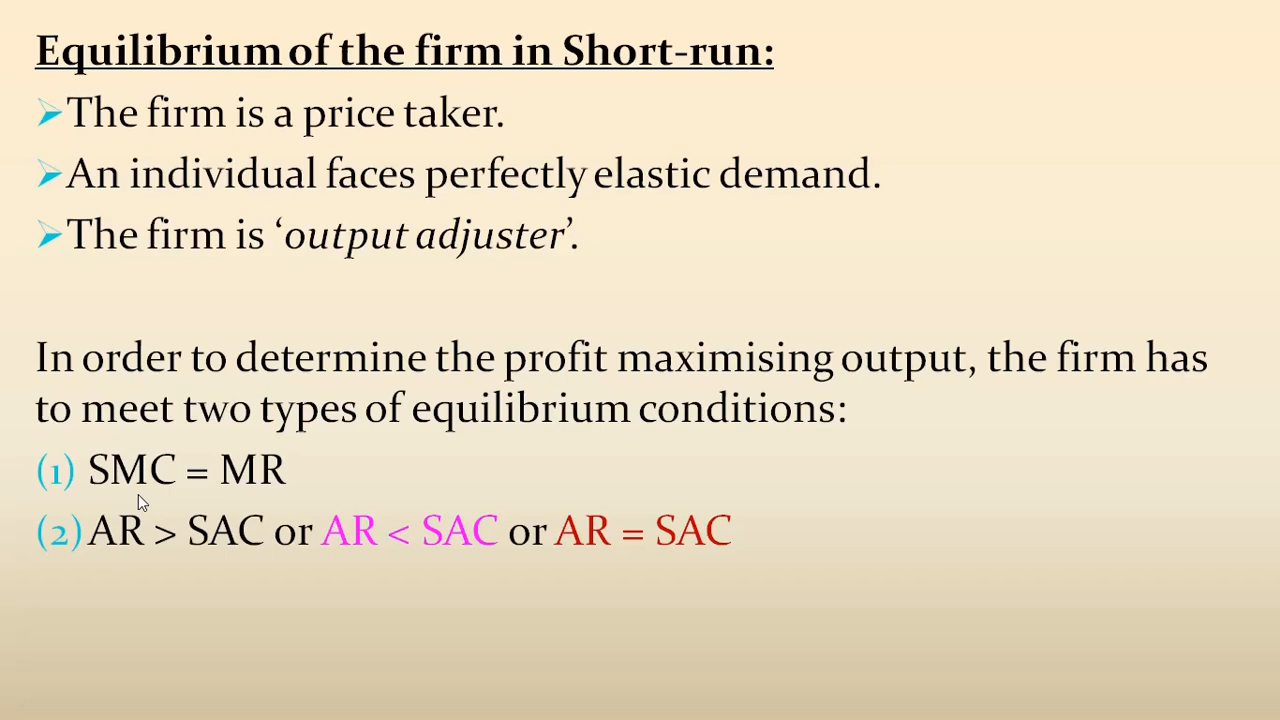 Equilibrium of the firm in Short-run:
➢The firm is a price taker.
➢An individual faces perfectly elastic demand.
➢The firm is ‘output adjuster’.
In order to determine the profit maximising output, the firm has
to meet two types of equilibrium conditions:
(1) SMC = MR
(2) AR > SAC or AR < SAC or AR = SAC